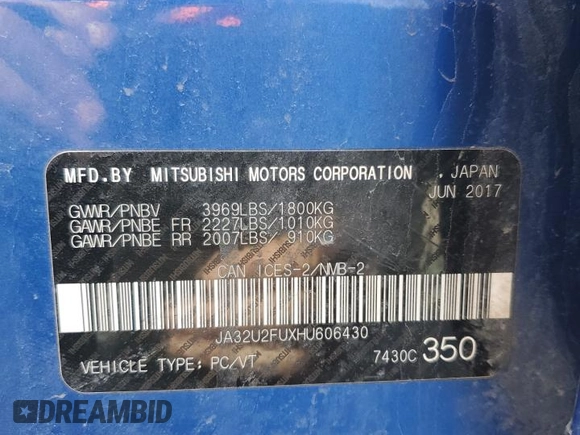 MFD.BY MITSUBISHI MOTORS CORPORATION , JAPAN
JUN 2017
GVWR/PNBV 3969LBS/1800KG
GAWR/PNBE FR 2227LBS/1010KG
GAWR/PNBE RR 2007LBS/ 910KG
CAN ICES-2/NMB-2
JA32U2FUXHU606430
VEHICLE TYPE: PC/VT 7430C 350
DREAMBID